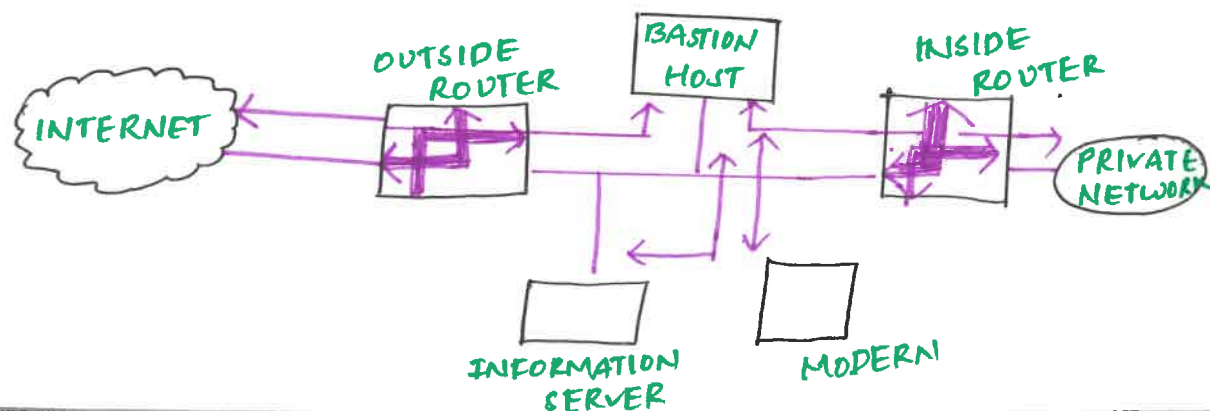 BASTION
HOST
OUTSIDE
ROUTER
INSIDE
ROUTER
INTERNET
PRIVATE
NETWORK
INFORMATION
SERVER
MODERN